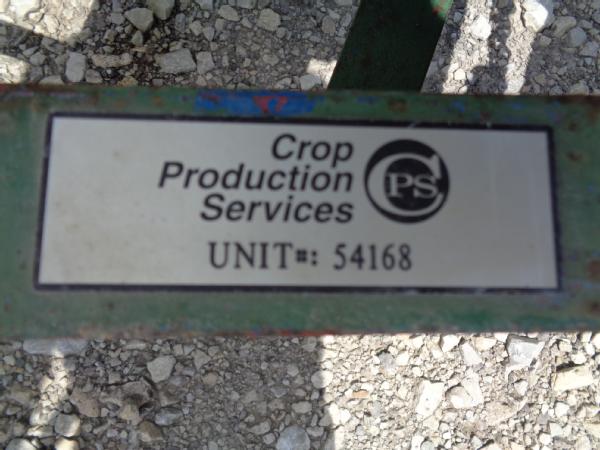 Crop
Production
Services
CPS
UNIT#: 54168